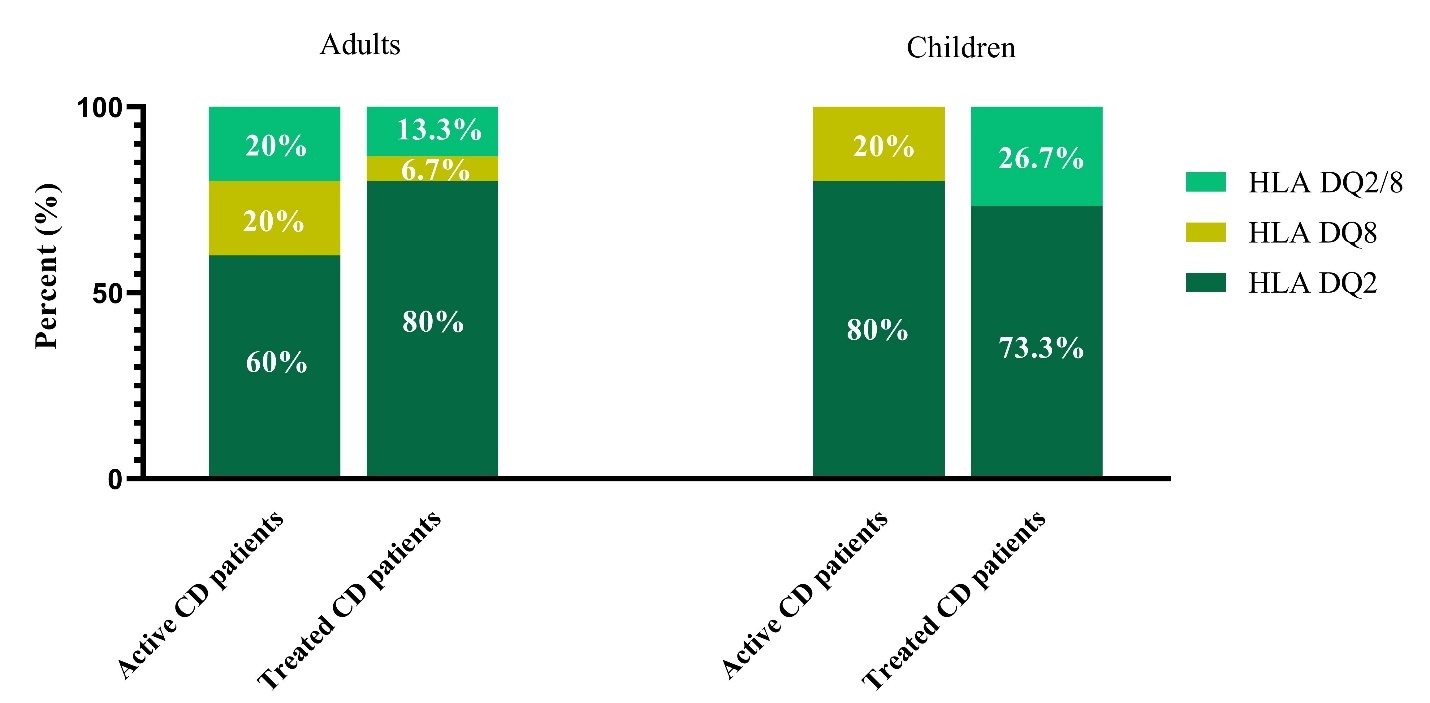 Adults
Children
100
50
0
Percent (%)
20%
20%
60%
13.3%
6.7%
80%
20%
80%
26.7%
73.3%
HLA DQ2/8
HLA DQ8
HLA DQ2
Active CD patients
Treated CD patients
Active CD patients
Treated CD patients